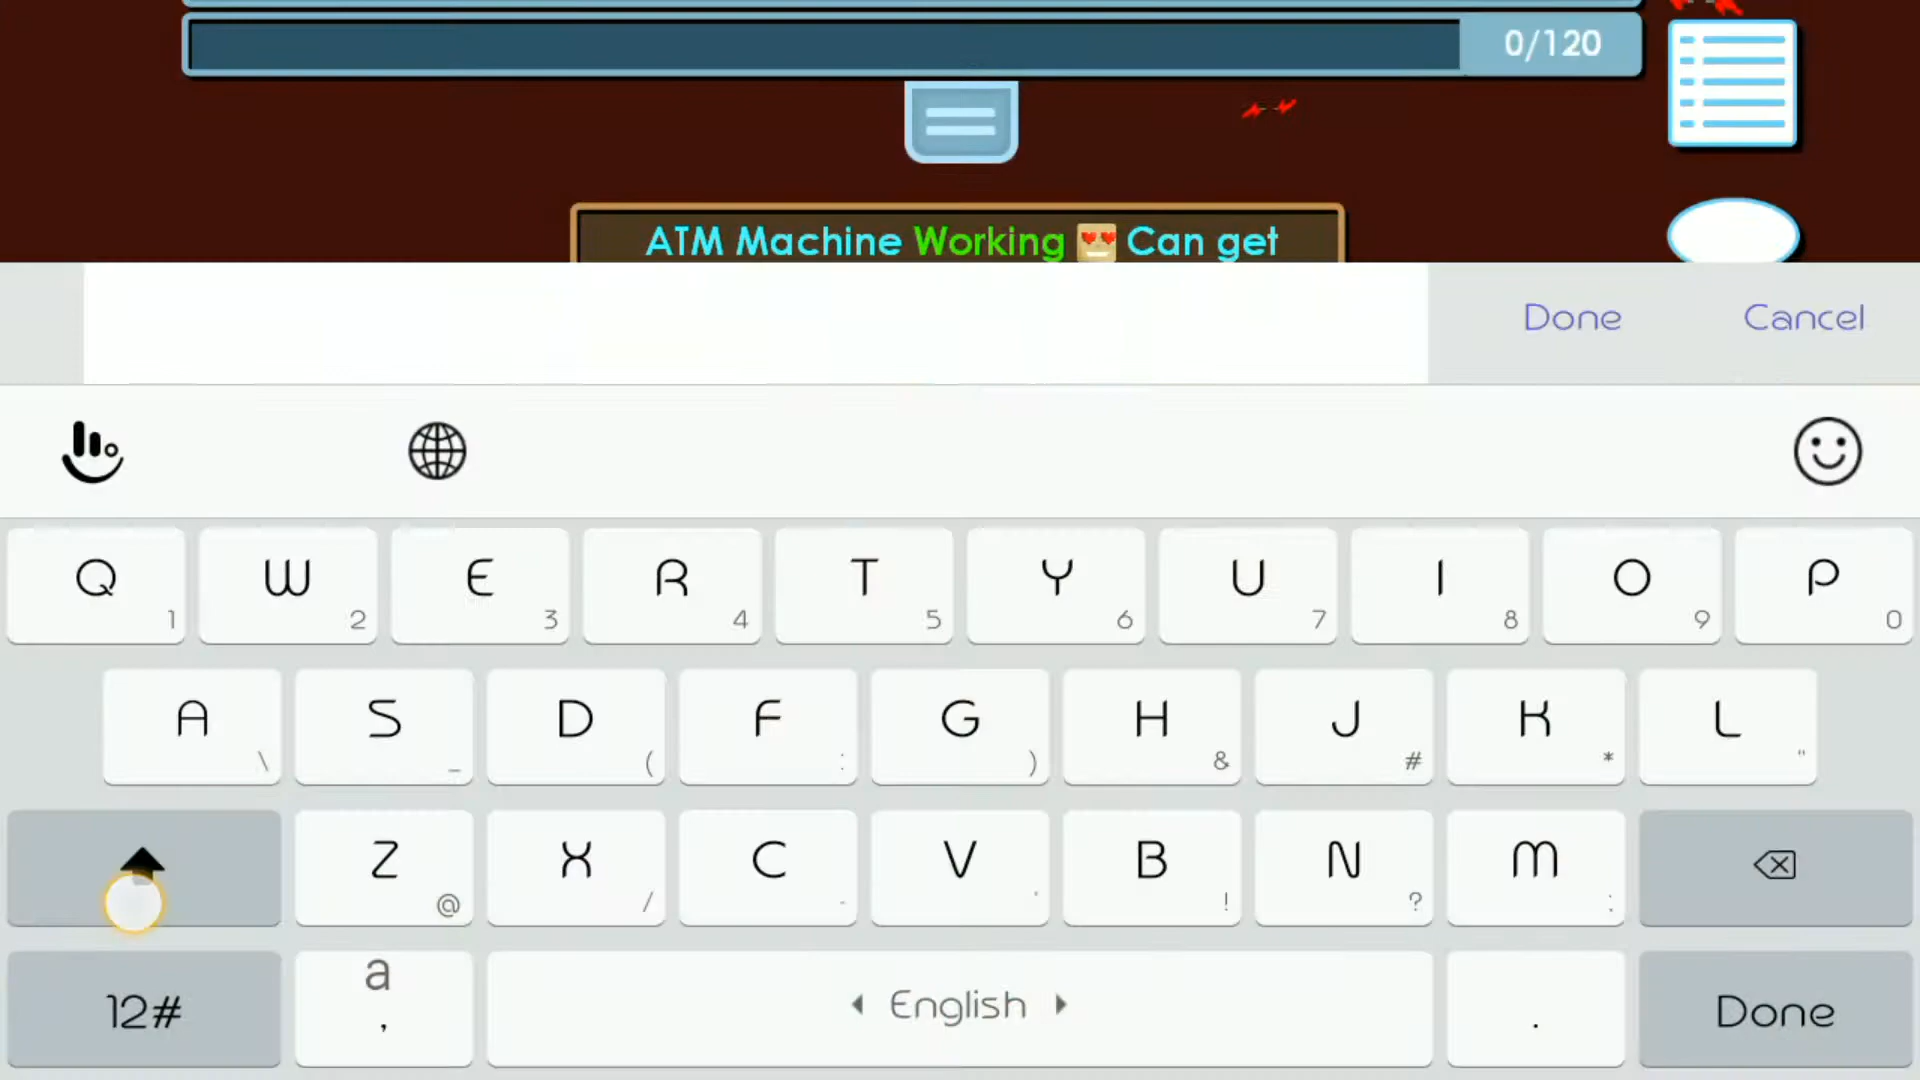 0/120
ATM Machine Working 😍 Can get
Done Cancel
Q W E R T Y U I O P
1 2 3 4 5 6 7 8 9 0
A S D F G H J K L
\ _ ( : ) & # * "
Z X C V B N M
@ / - ' ! ? ;
12# a , English . Done